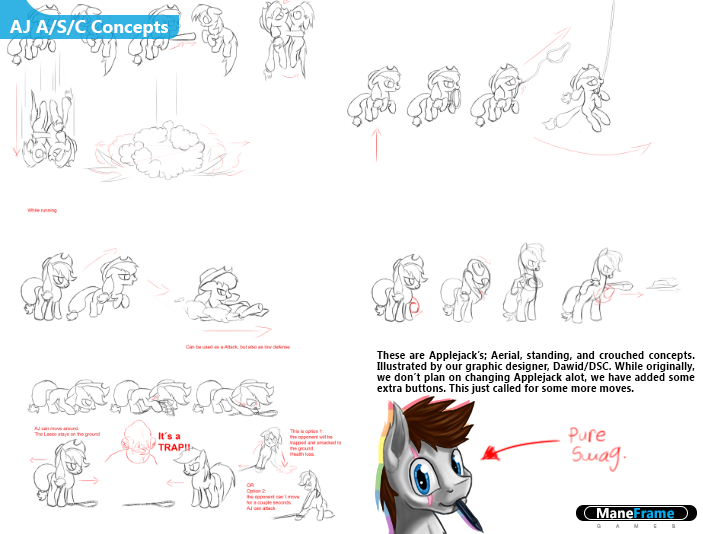 AJ A/S/C Concepts
While running
Can be used as a Attack, but also as low defense
These are Applejack's; Aerial, standing, and crouched concepts.
Illustrated by our graphic designer, Dawid/DSC. While originally,
we don't plan on changing Applejack alot, we have added some
extra buttons. This just called for some more moves.
AJ can move around.
The Lasso stays on the ground
It's a
TRAP!!
This is option 1:
the opponent will be
trapped and smashed to
the ground
Health loss.
OR
Option 2:
the opponent can't move
for a couple seconds
AJ can attack
Pure
Swag.
ManeFrame
GAMES